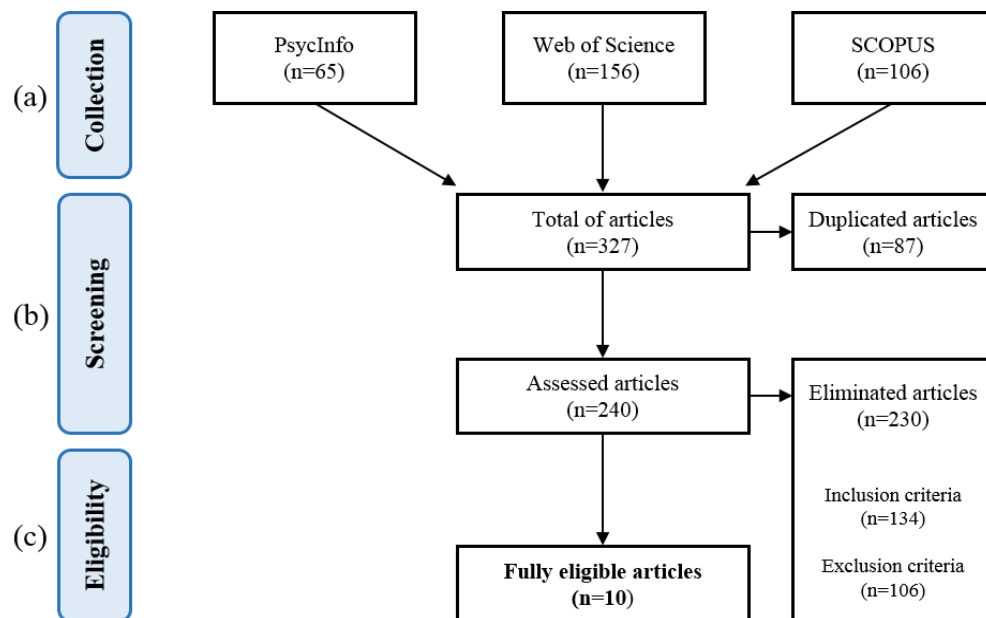 (a)
Collection
PsycInfo
(n=65)
Web of Science
(n=156)
SCOPUS
(n=106)
(b)
Screening
Total of articles
(n=327)
Duplicated articles
(n=87)
Assessed articles
(n=240)
Eliminated articles
(n=230)
(c)
Eligibility
Inclusion criteria
(n=134)
Exclusion criteria
(n=106)
Fully eligible articles
(n=10)